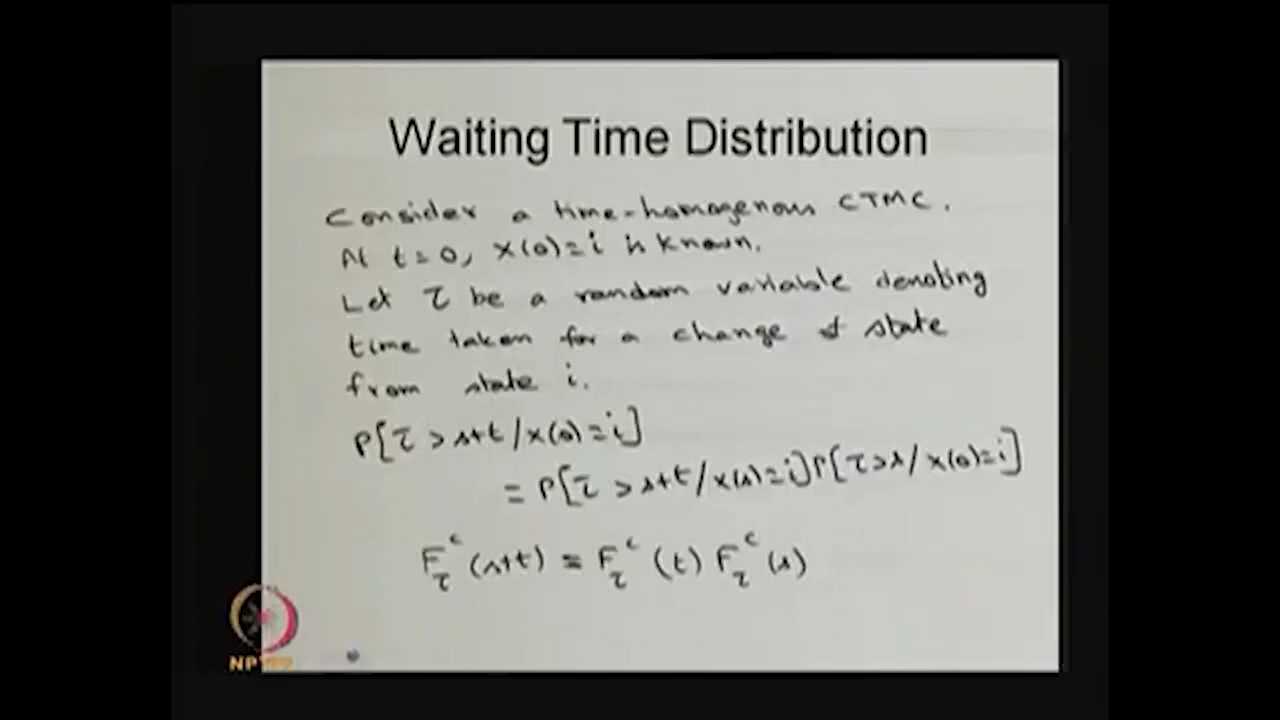 Waiting Time Distribution
Consider a time-homogenous CTMC.
At t=0, X(0)=i is known.
Let τ be a random variable denoting
time taken for a change of state
from state i.
P[τ > s+t / X(0)=i]
= P[τ > s+t / X(s)=i] P[τ > s / X(0)=i]
F_τ^c (s+t) = F_τ^c (t) F_τ^c (s)
NPTEL